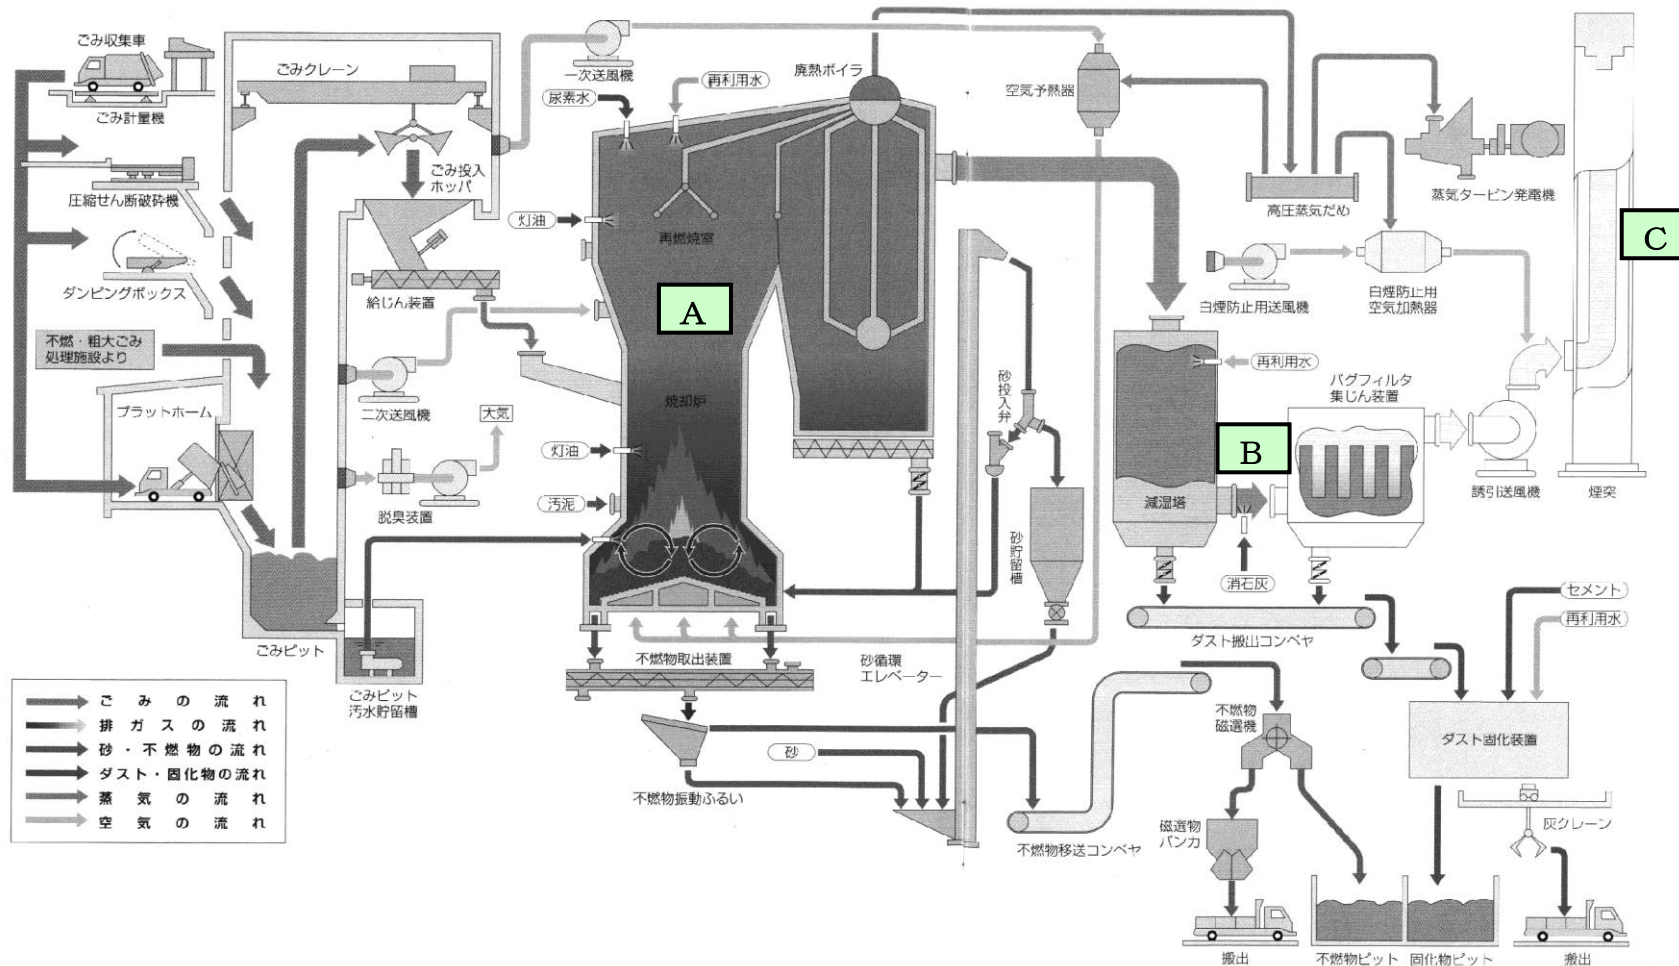 ごみ収集車
ごみ計量機
圧縮せん断破砕機
ダンピングボックス
不燃・粗大ごみ
処理施設より
プラットホーム
ごみクレーン
ごみ投入
ホッパ
給じん装置
二次送風機
大気
脱臭装置
ごみピット
ごみピット
汚水貯留槽
一次送風機
尿素水
再利用水
廃熱ボイラ
灯油
再燃焼室
A
焼却炉
灯油
汚泥
不燃物取出装置
不燃物振動ふるい
砂
砂循環
エレベーター
砂投入弁
砂貯留槽
空気予熱器
高圧蒸気だめ
蒸気タービン発電機
白煙防止用送風機
白煙防止用
空気加熱器
C
再利用水
減湿塔
B
バグフィルタ
集じん装置
誘引送風機
煙突
消石灰
ダスト搬出コンベヤ
セメント
再利用水
ダスト固化装置
灰クレーン
不燃物
磁選機
不燃物移送コンベヤ
磁選物
バンカ
搬出
不燃物ピット
固化物ピット
搬出
ごみの流れ
排ガスの流れ
砂・不燃物の流れ
ダスト・固化物の流れ
蒸気の流れ
空気の流れ